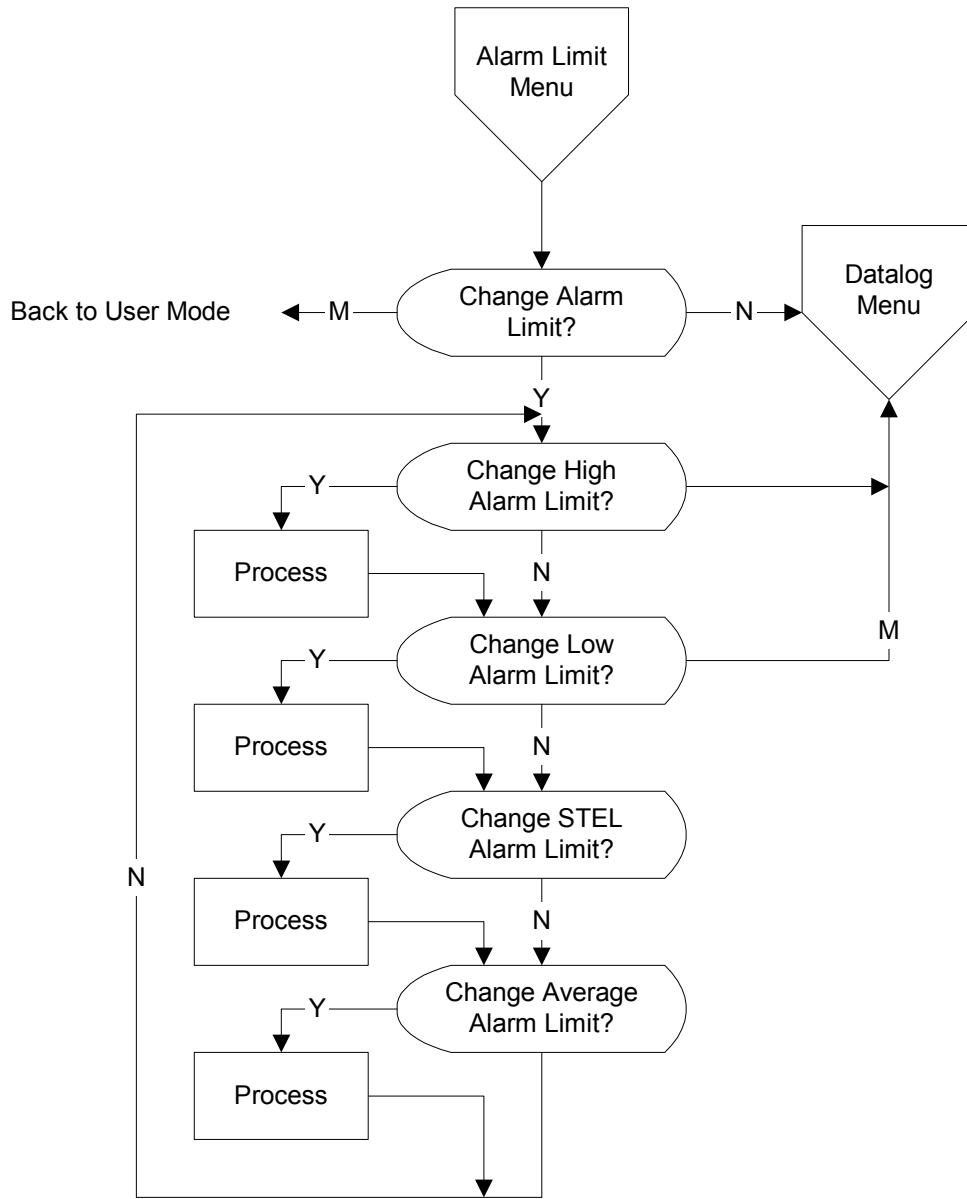 Alarm Limit
Menu
Datalog
Menu
Back to User Mode
M
Change Alarm
Limit?
N
Y
Change High
Alarm Limit?
Y
Process
N
M
Change Low
Alarm Limit?
Y
Process
N
Change STEL
Alarm Limit?
Y
N
Process
N
Change Average
Alarm Limit?
Y
Process